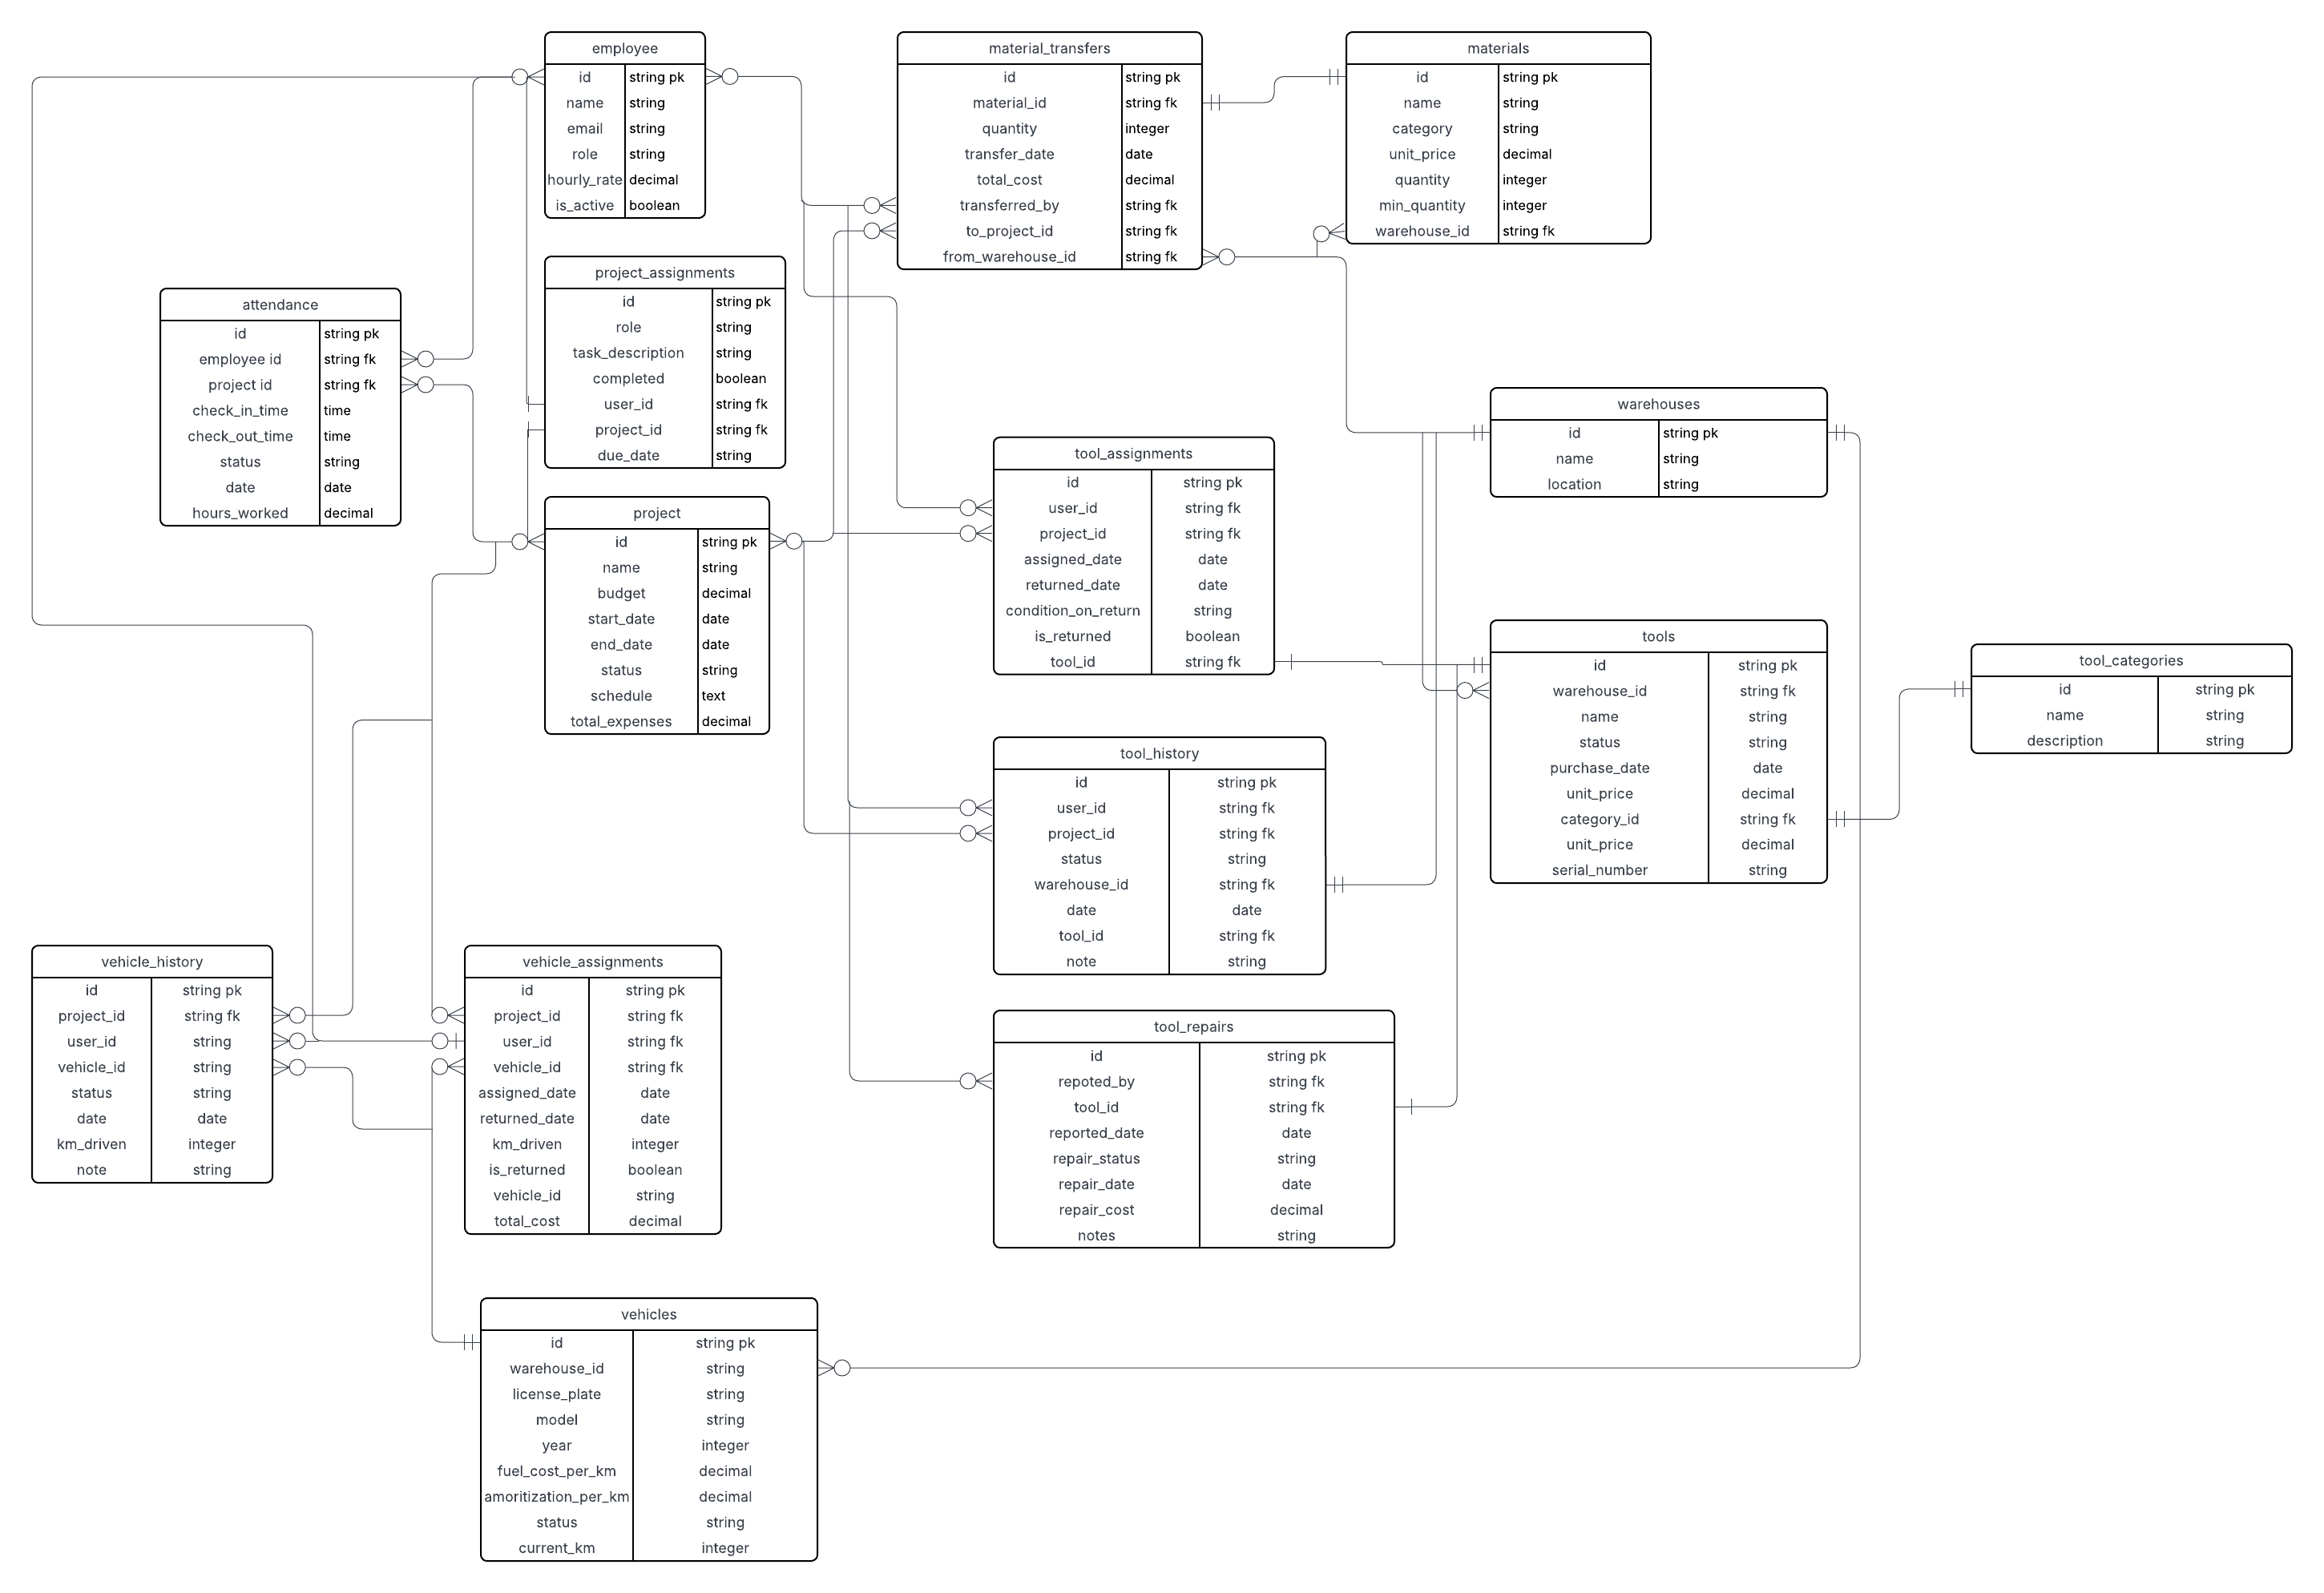 employee
id string pk
name string
email string
role string
hourly_rate decimal
is_active boolean
material_transfers
id string pk
material_id string fk
quantity integer
transfer_date date
total_cost decimal
transferred_by string fk
to_project_id string fk
from_warehouse_id string fk
materials
id string pk
name string
category string
unit_price decimal
quantity integer
min_quantity integer
warehouse_id string fk
project_assignments
id string pk
role string
task_description string
completed boolean
user_id string fk
project_id string fk
due_date string
attendance
id string pk
employee id string fk
project id string fk
check_in_time time
check_out_time time
status string
date date
hours_worked decimal
warehouses
id string pk
name string
location string
tool_assignments
id string pk
user_id string fk
project_id string fk
assigned_date date
returned_date date
condition_on_return string
is_returned boolean
tool_id string fk
project
id string pk
name string
budget decimal
start_date date
end_date date
status string
schedule text
total_expenses decimal
tools
id string pk
warehouse_id string fk
name string
status string
purchase_date date
unit_price decimal
category_id string fk
unit_price decimal
serial_number string
tool_categories
id string pk
name string
description string
tool_history
id string pk
user_id string fk
project_id string fk
status string
warehouse_id string fk
date date
tool_id string fk
note string
vehicle_history
id string pk
project_id string fk
user_id string
vehicle_id string
status string
date date
km_driven integer
note string
vehicle_assignments
id string pk
project_id string fk
user_id string fk
vehicle_id string fk
assigned_date date
returned_date date
km_driven integer
is_returned boolean
vehicle_id string
total_cost decimal
tool_repairs
id string pk
repoted_by string fk
tool_id string fk
reported_date date
repair_status string
repair_date date
repair_cost decimal
notes string
vehicles
id string pk
warehouse_id string
license_plate string
model string
year integer
fuel_cost_per_km decimal
amoritization_per_km decimal
status string
current_km integer